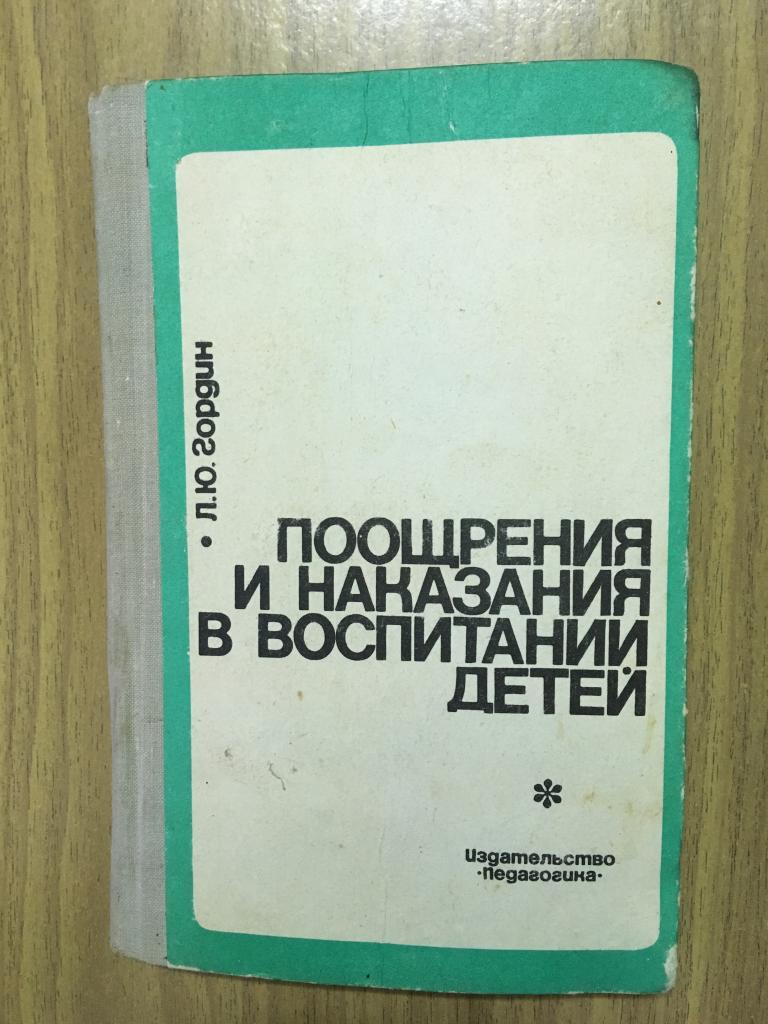 Л.Ю. Гордин
ПООЩРЕНИЯ
И НАКАЗАНИЯ
В ВОСПИТАНИИ
ДЕТЕЙ
Издательство
·Педагогика·